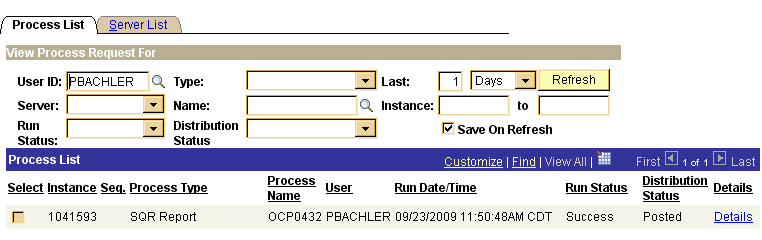 Process List Server List
View Process Request For
User ID: PBACHLER Type: Last: 1 Days Refresh
Server: Name: Instance: to
Run Status: Distribution Status Save On Refresh
Process List Customize | Find | View All | First 1 of 1 Last
Select Instance Seq. Process Type Process Name User Run Date/Time Run Status Distribution Status Details
1041593 SQR Report OCP0432 PBACHLER 09/23/2009 11:50:48AM CDT Success Posted Details